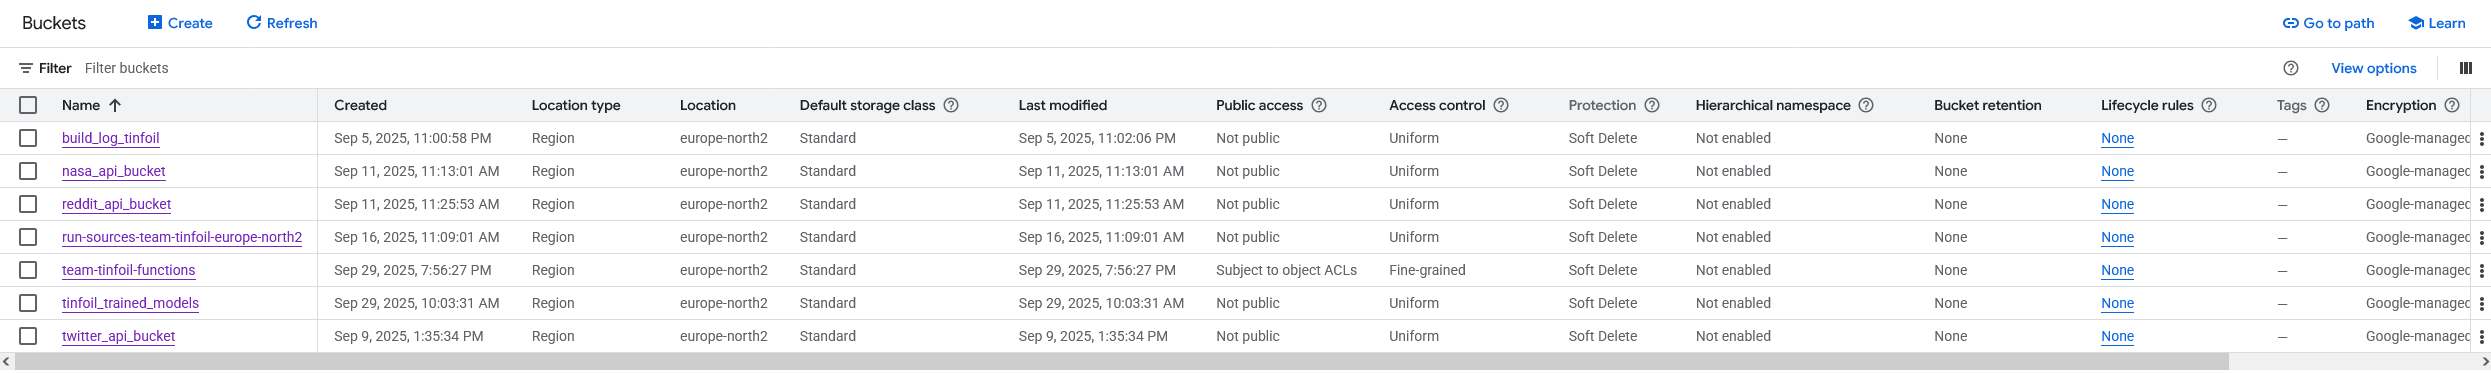 Buckets Create Refresh Go to path Learn
Filter Filter buckets View options
Name Created Location type Location Default storage class Last modified Public access Access control Protection Hierarchical namespace Bucket retention Lifecycle rules Tags Encryption
build_log_tinfoil Sep 5, 2025, 11:00:58 PM Region europe-north2 Standard Sep 5, 2025, 11:02:06 PM Not public Uniform Soft Delete Not enabled None None — Google-managed
nasa_api_bucket Sep 11, 2025, 11:13:01 AM Region europe-north2 Standard Sep 11, 2025, 11:13:01 AM Not public Uniform Soft Delete Not enabled None None — Google-managed
reddit_api_bucket Sep 11, 2025, 11:25:53 AM Region europe-north2 Standard Sep 11, 2025, 11:25:53 AM Not public Uniform Soft Delete Not enabled None None — Google-managed
run-sources-team-tinfoil-europe-north2 Sep 16, 2025, 11:09:01 AM Region europe-north2 Standard Sep 16, 2025, 11:09:01 AM Not public Uniform Soft Delete Not enabled None None — Google-managed
team-tinfoil-functions Sep 29, 2025, 7:56:27 PM Region europe-north2 Standard Sep 29, 2025, 7:56:27 PM Subject to object ACLs Fine-grained Soft Delete Not enabled None None — Google-managed
tinfoil_trained_models Sep 29, 2025, 10:03:31 AM Region europe-north2 Standard Sep 29, 2025, 10:03:31 AM Not public Uniform Soft Delete Not enabled None None — Google-managed
twitter_api_bucket Sep 9, 2025, 1:35:34 PM Region europe-north2 Standard Sep 9, 2025, 1:35:34 PM Not public Uniform Soft Delete Not enabled None None — Google-managed